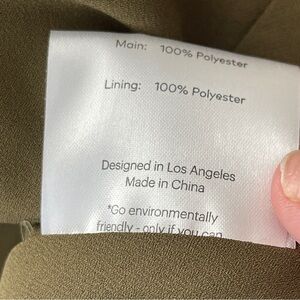 Main: 100% Polyester
Lining: 100% Polyester
Designed in Los Angeles
Made in China
*Go environmentally
friendly - only if you can